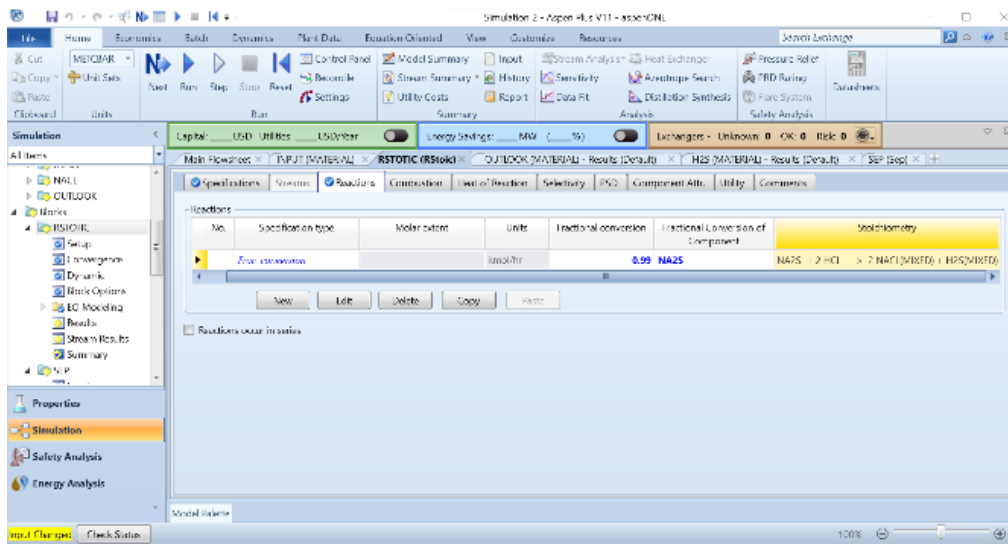 Simulation 2 - Aspen Plus V11 - aspenONE
File Home Economics Batch Dynamics Plant Data Equation Oriented View Customize Resources Search Exchange
Cut METCBAR Control Panel Model Summary Input Stream Analysis Heat Exchanger Pressure Relief
Copy Unit Sets Next Run Step Stop Reset Reconcile Stream Summary History Sensitivity Azeotrope Search PRD Rating Datasheets
Paste Settings Utility Costs Report Data Fit Distillation Synthesis Flare System
Clipboard Units Run Summary Analysis Safety Analysis
Simulation Capital: ____USD Utilities: ____USD/Year Energy Savings: ____MW (____%) Exchangers - Unknown: 0 OK: 0 Risk: 0
All Items Main Flowsheet INPUT (MATERIAL) RSTOTIC (RStoic) OUTLOOK (MATERIAL) - Results (Default) H2S (MATERIAL) - Results (Default) SEP (Sep)
NACL
OUTLOOK
Blocks
RSTOTIC
Setup
Convergence
Dynamic
Block Options
EO Modeling
Results
Stream Results
Summary
SEP
Specifications Streams Reactions Combustion Heat of Reaction Selectivity PSD Component Attr. Utility Comments
Reactions
No. Specification type Molar extent Units Fractional conversion Fractional Conversion of Component Stoichiometry
Frac. conversion kmol/hr 0.99 NA2S NA2S + 2 HCL > 2 NACL(MIXED) + H2S(MIXED)
New Edit Delete Copy Paste
Reactions occur in series
Properties
Simulation
Safety Analysis
Energy Analysis
Model Palette
Input Changed Check Status 100%